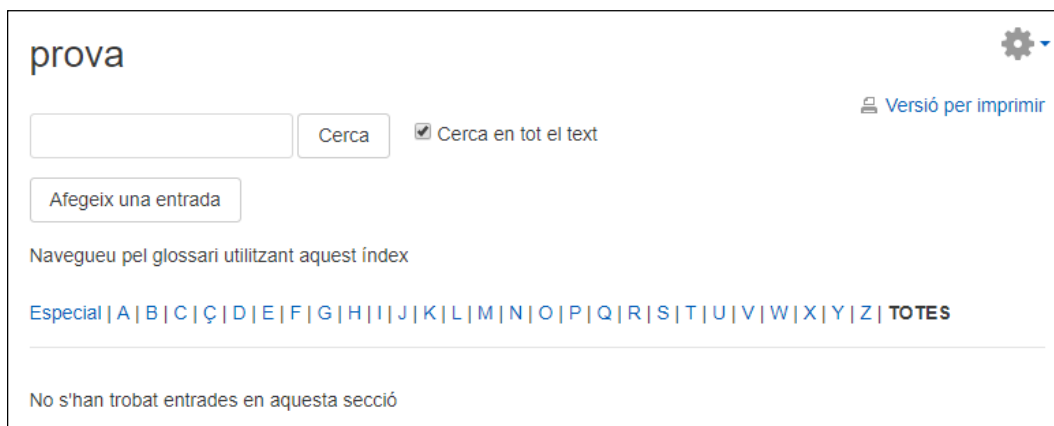 prova
Versió per imprimir
Cerca Cerca en tot el text
Afegeix una entrada
Navegueu pel glossari utilitzant aquest índex
Especial | A | B | C | Ç | D | E | F | G | H | I | J | K | L | M | N | O | P | Q | R | S | T | U | V | W | X | Y | Z | TOTES
No s'han trobat entrades en aquesta secció